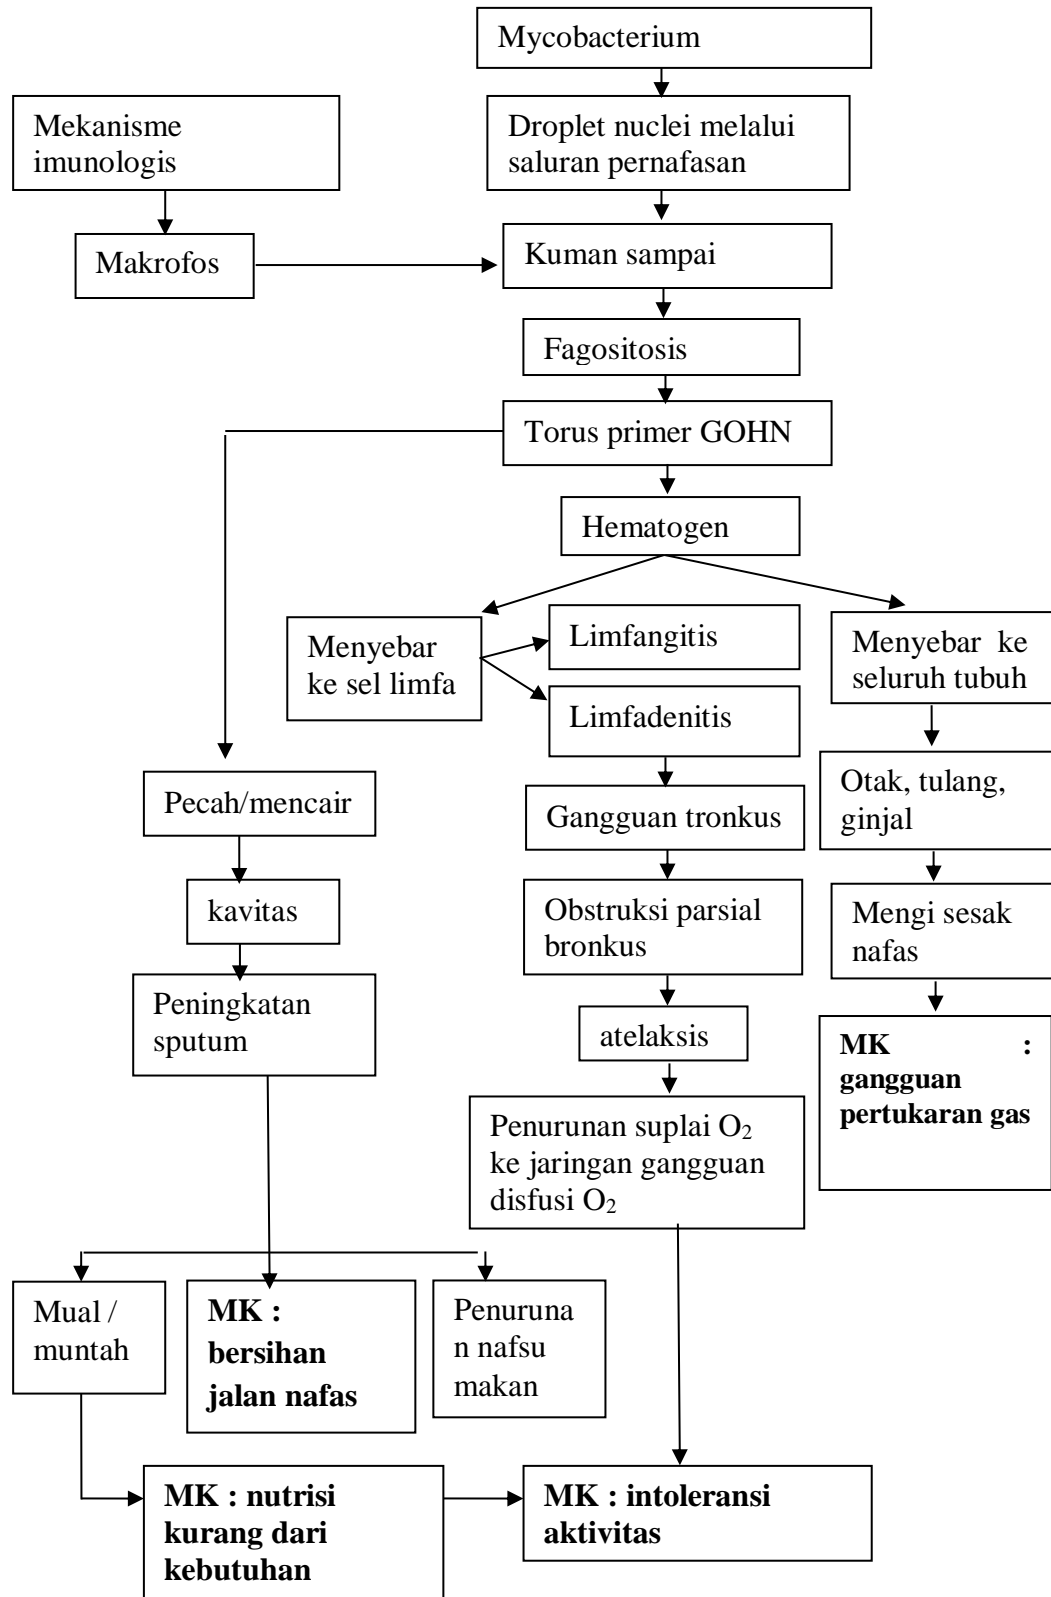 Mycobacterium
Mekanisme
imunologis
Droplet nuclei melalui
saluran pernafasan
Makrofos
Kuman sampai
Fagositosis
Torus primer GOHN
Hematogen
Menyebar
ke sel limfa
Limfangitis
Limfadenitis
Menyebar ke
seluruh tubuh
Pecah/mencair
Gangguan tronkus
Otak, tulang,
ginjal
kavitas
Obstruksi parsial
bronkus
Mengi sesak
nafas
Peningkatan
sputum
atelaksis
MK :
gangguan
pertukaran gas
Penurunan suplai O₂
ke jaringan gangguan
disfusi O₂
Mual /
muntah
MK :
bersihan
jalan nafas
Penuruna
n nafsu
makan
MK : nutrisi
kurang dari
kebutuhan
MK : intoleransi
aktivitas